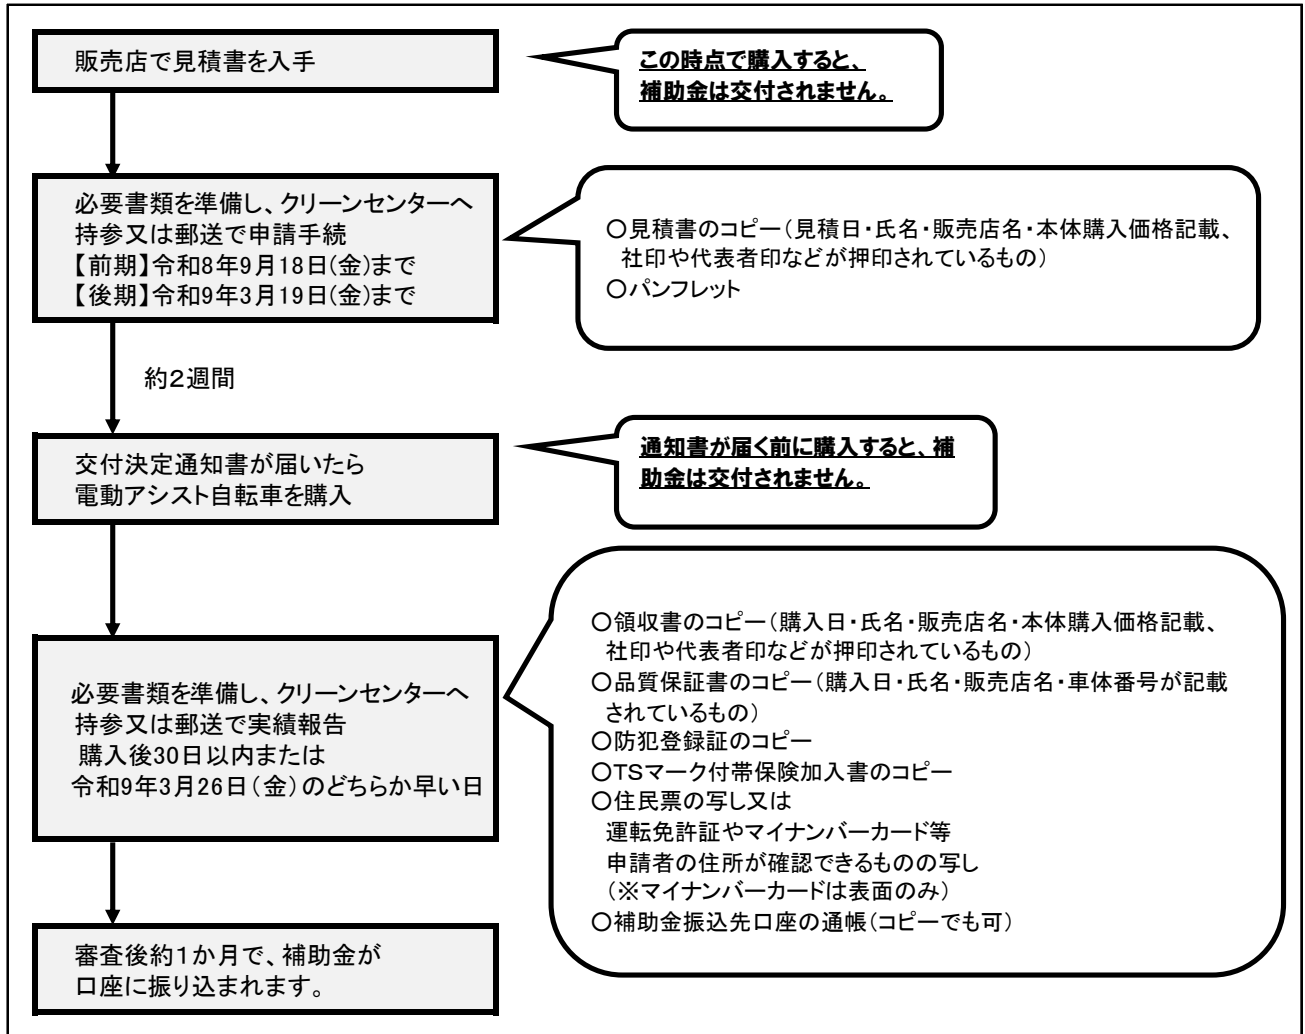 販売店で見積書を入手
この時点で購入すると、
補助金は交付されません。
必要書類を準備し、クリーンセンターへ
持参又は郵送で申請手続
【前期】令和8年9月18日(金)まで
【後期】令和9年3月19日(金)まで
○見積書のコピー(見積日・氏名・販売店名・本体購入価格記載、
社印や代表者印などが押印されているもの)
○パンフレット
約2週間
交付決定通知書が届いたら
電動アシスト自転車を購入
通知書が届く前に購入すると、補
助金は交付されません。
必要書類を準備し、クリーンセンターへ
持参又は郵送で実績報告
購入後30日以内または
令和9年3月26日(金)のどちらか早い日
○領収書のコピー(購入日・氏名・販売店名・本体購入価格記載、
社印や代表者印などが押印されているもの)
○品質保証書のコピー(購入日・氏名・販売店名・車体番号が記載
されているもの)
○防犯登録証のコピー
○TSマーク付帯保険加入書のコピー
○住民票の写し又は
運転免許証やマイナンバーカード等
申請者の住所が確認できるものの写し
(※マイナンバーカードは表面のみ)
○補助金振込先口座の通帳(コピーでも可)
審査後約1か月で、補助金が
口座に振り込まれます。